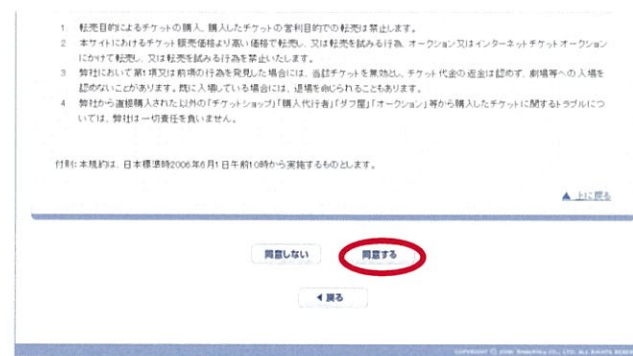 1 転売目的によるチケットの購入、購入したチケットの営利目的での転売は禁止します。
2 本サイトにおけるチケット販売価格より高い価格で転売し、又は転売を試みる行為、オークション又はインターネットチケットオークション
にかけて転売し、又は転売を試みる行為を禁止いたします。
3 弊社において第1項又は前項の行為を発見した場合には、当該チケットを無効とし、チケット代金の返金は認めず、劇場等への入場を
認めないことがあります。既に入場している場合には、退場を命じられることもあります。
4 弊社から直接購入された以外の「チケットショップ」「購入代行者」「ダフ屋」「オークション」等から購入したチケットに関するトラブルにつ
いては、弊社は一切責任を負いません。
付則:本規約は、日本標準時2006年6月1日午前10時から実施するものとします。
▲ 上に戻る
同意しない 同意する
◀ 戻る